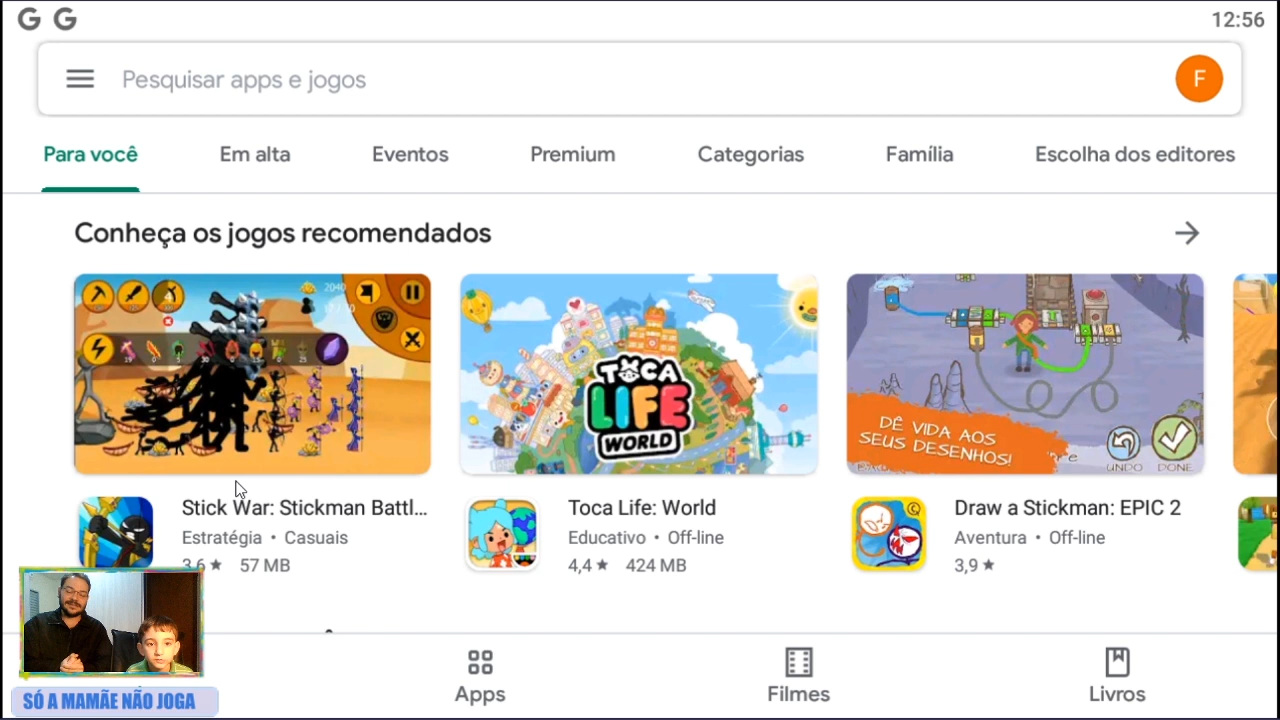 G G
12:56
Pesquisar apps e jogos
F
Para você
Em alta
Eventos
Premium
Categorias
Família
Escolha dos editores
Conheça os jogos recomendados
2040
TOCA
LIFE
WORLD
DÊ VIDA AOS
SEUS DESENHOS!
UNDO
DONE
Stick War: Stickman Battl...
Estratégia • Casuais
3,6 ★ 57 MB
Toca Life: World
Educativo • Off-line
4,4 ★ 424 MB
Draw a Stickman: EPIC 2
Aventura • Off-line
3,9 ★
Apps
Filmes
Livros
SÓ A MAMÃE NÃO JOGA